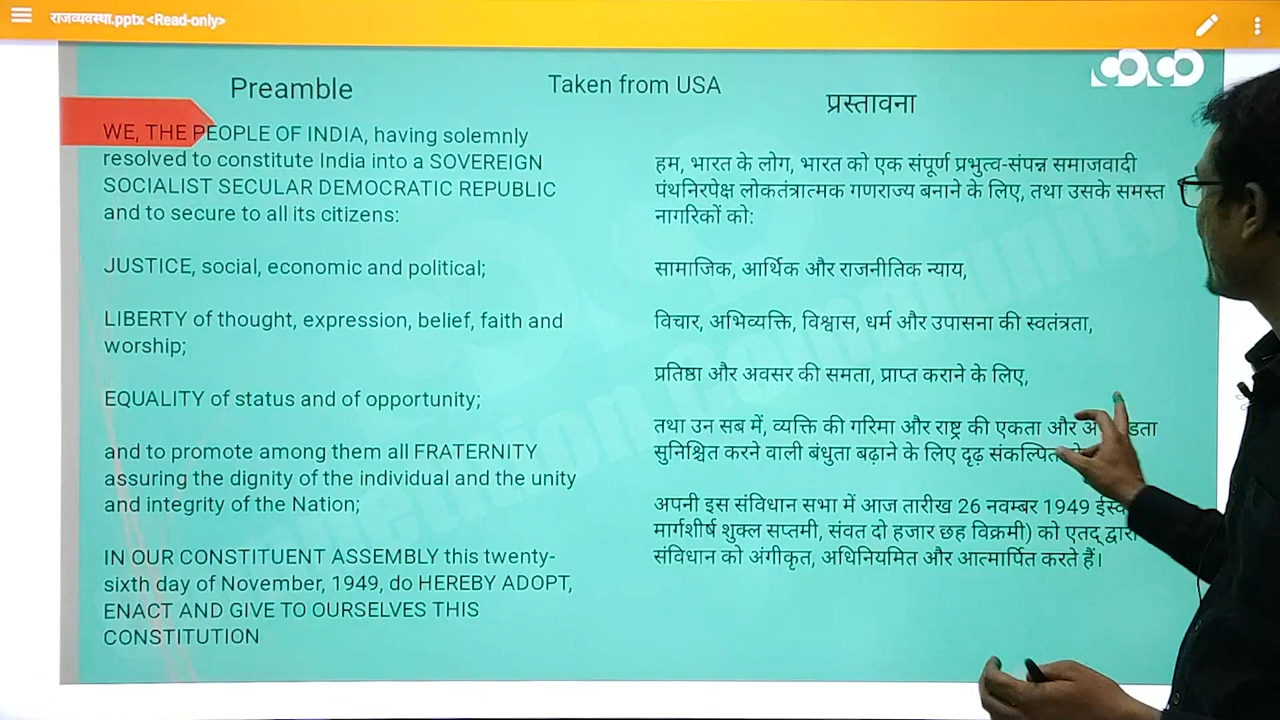 राजव्यवस्था.pptx <Read-only>
Preamble
Taken from USA
प्रस्तावना
WE, THE PEOPLE OF INDIA, having solemnly
resolved to constitute India into a SOVEREIGN
SOCIALIST SECULAR DEMOCRATIC REPUBLIC
and to secure to all its citizens:
JUSTICE, social, economic and political;
LIBERTY of thought, expression, belief, faith and
worship;
EQUALITY of status and of opportunity;
and to promote among them all FRATERNITY
assuring the dignity of the individual and the unity
and integrity of the Nation;
IN OUR CONSTITUENT ASSEMBLY this twenty-
sixth day of November, 1949, do HEREBY ADOPT,
ENACT AND GIVE TO OURSELVES THIS
CONSTITUTION
हम, भारत के लोग, भारत को एक संपूर्ण प्रभुत्व-संपन्न समाजवादी
पंथनिरपेक्ष लोकतंत्रात्मक गणराज्य बनाने के लिए, तथा उसके समस्त
नागरिकों को:
सामाजिक, आर्थिक और राजनीतिक न्याय,
विचार, अभिव्यक्ति, विश्वास, धर्म और उपासना की स्वतंत्रता,
प्रतिष्ठा और अवसर की समता, प्राप्त कराने के लिए,
तथा उन सब में, व्यक्ति की गरिमा और राष्ट्र की एकता और
सुनिश्चित करने वाली बंधुता बढ़ाने के लिए दृढ़ संकल्पित
अपनी इस संविधान सभा में आज तारीख 26 नवम्बर 1949
मार्गशीर्ष शुक्ल सप्तमी, संवत दो हजार छह विक्रमी) को एतद् द्वारा
संविधान को अंगीकृत, अधिनियमित और आत्मार्पित करते हैं।